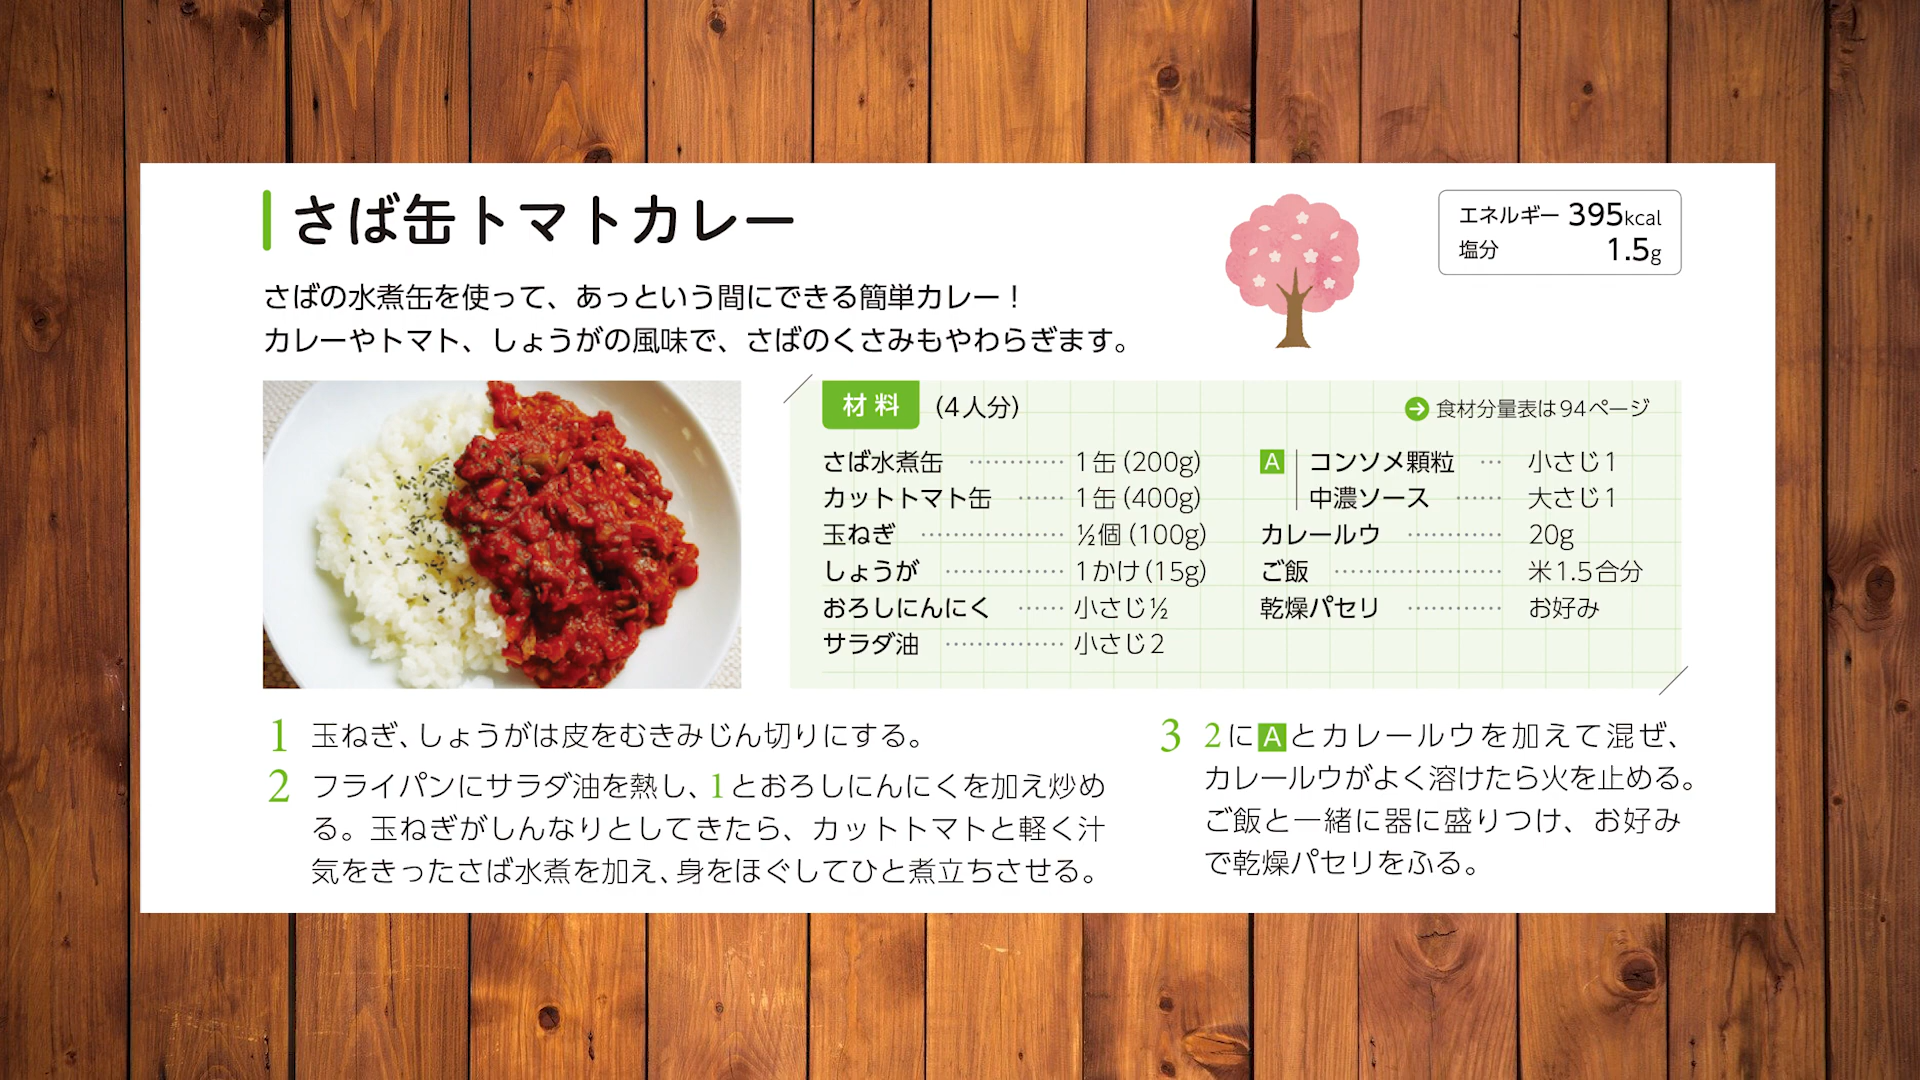 さば缶トマトカレー
エネルギー 395kcal
塩分 1.5g
さばの水煮缶を使って、あっという間にできる簡単カレー！
カレーやトマト、しょうがの風味で、さばのくさみもやわらぎます。
材料 (4人分)
食材分量表は94ページ
さば水煮缶 ………… 1缶(200g)
カットトマト缶 …… 1缶(400g)
玉ねぎ ……………… ½個(100g)
しょうが …………… 1かけ(15g)
おろしにんにく …… 小さじ½
サラダ油 …………… 小さじ2
A コンソメ顆粒 … 小さじ1
中濃ソース …… 大さじ1
カレールウ ………… 20g
ご飯 ………………… 米1.5合分
乾燥パセリ ………… お好み
1 玉ねぎ、しょうがは皮をむきみじん切りにする。
2 フライパンにサラダ油を熱し、1とおろしにんにくを加え炒め
る。玉ねぎがしんなりとしてきたら、カットトマトと軽く汁
気をきったさば水煮を加え、身をほぐしてひと煮立ちさせる。
3 2にAとカレールウを加えて混ぜ、
カレールウがよく溶けたら火を止める。
ご飯と一緒に器に盛りつけ、お好み
で乾燥パセリをふる。